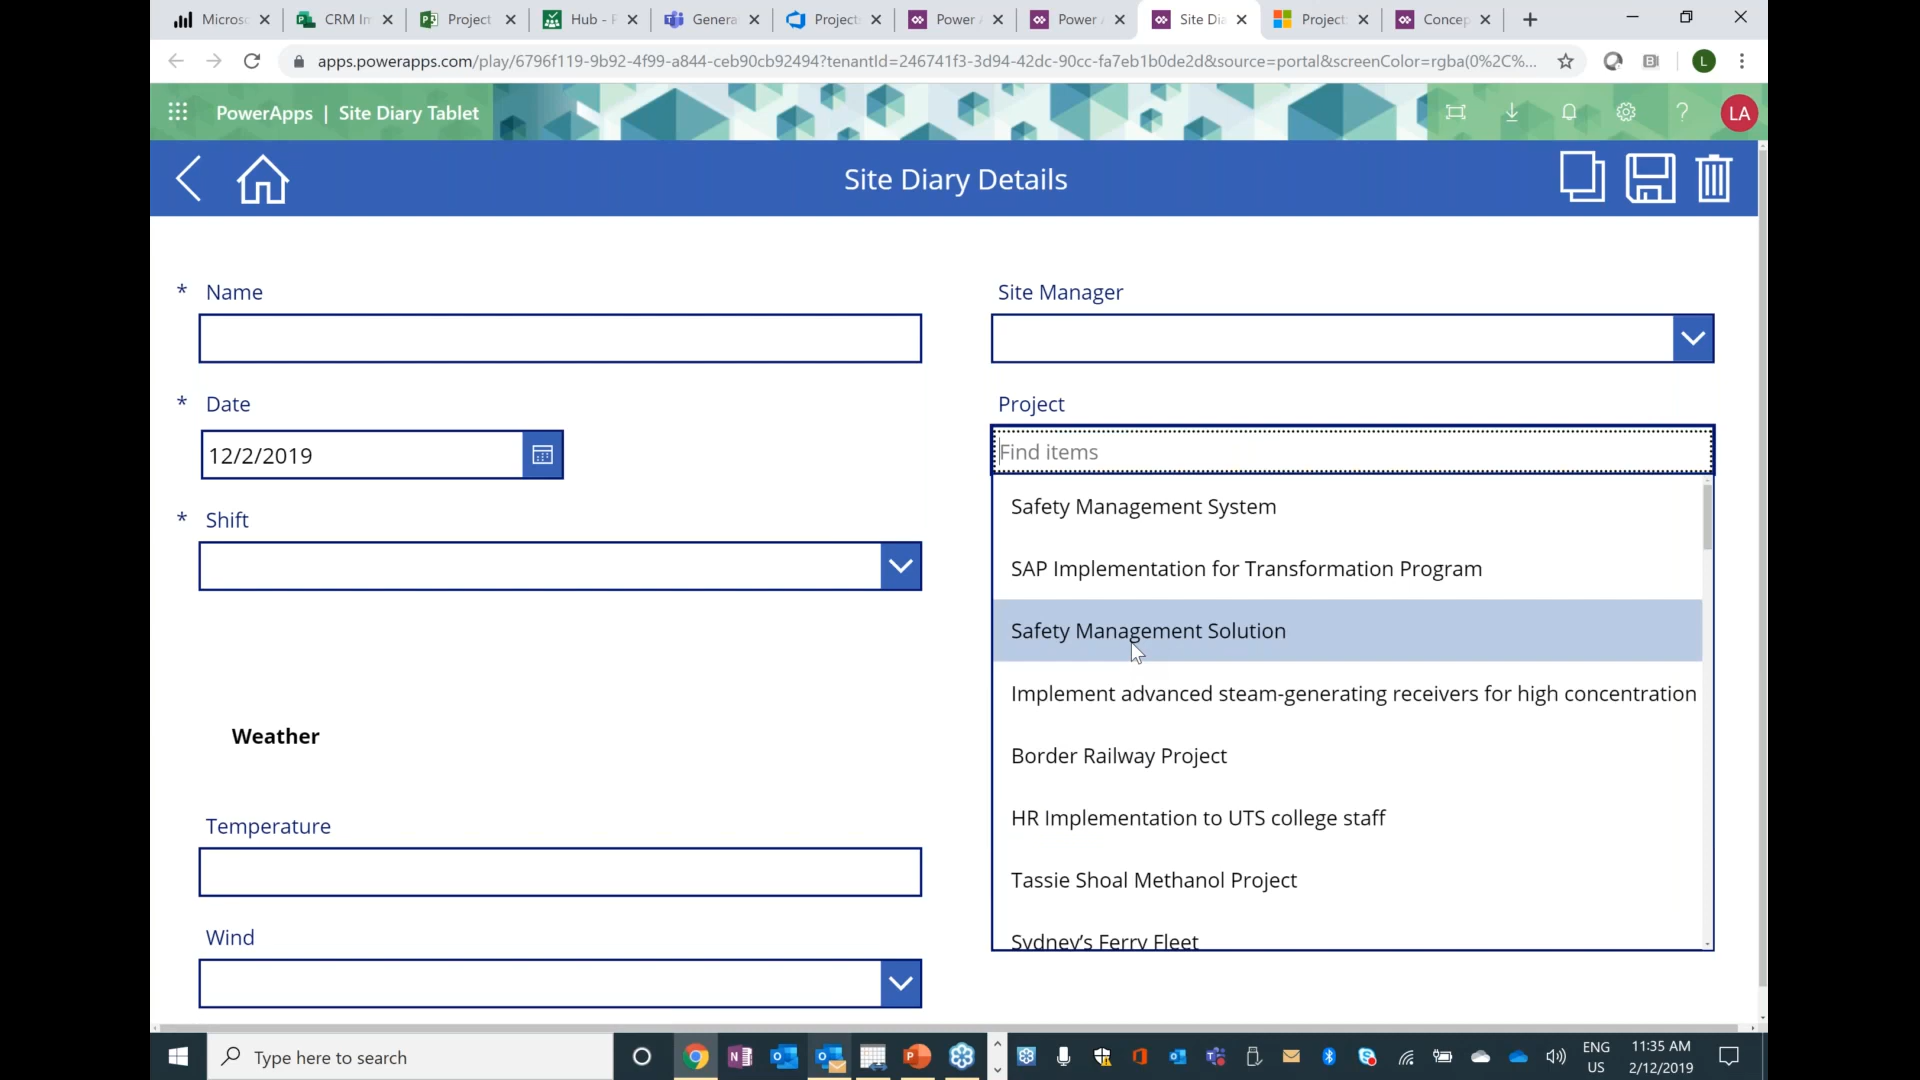 Microso
CRM Im
Project
Hub - P
Genera
Project
Power A
Power A
Site Dia
Project
Concep
apps.powerapps.com/play/6796f119-9b92-4f99-a844-ceb90cb92494?tenantId=246741f3-3d94-42dc-90cc-fa7eb1b0de2d&source=portal&screenColor=rgba(0%2C%...
L
PowerApps | Site Diary Tablet
?
LA
Site Diary Details
* Name
Site Manager
* Date
Project
12/2/2019
Find items
* Shift
Safety Management System
SAP Implementation for Transformation Program
Safety Management Solution
Implement advanced steam-generating receivers for high concentration
Weather
Border Railway Project
Temperature
HR Implementation to UTS college staff
Tassie Shoal Methanol Project
Wind
Sydney's Ferry Fleet
Type here to search
ENG
US
11:35 AM
2/12/2019